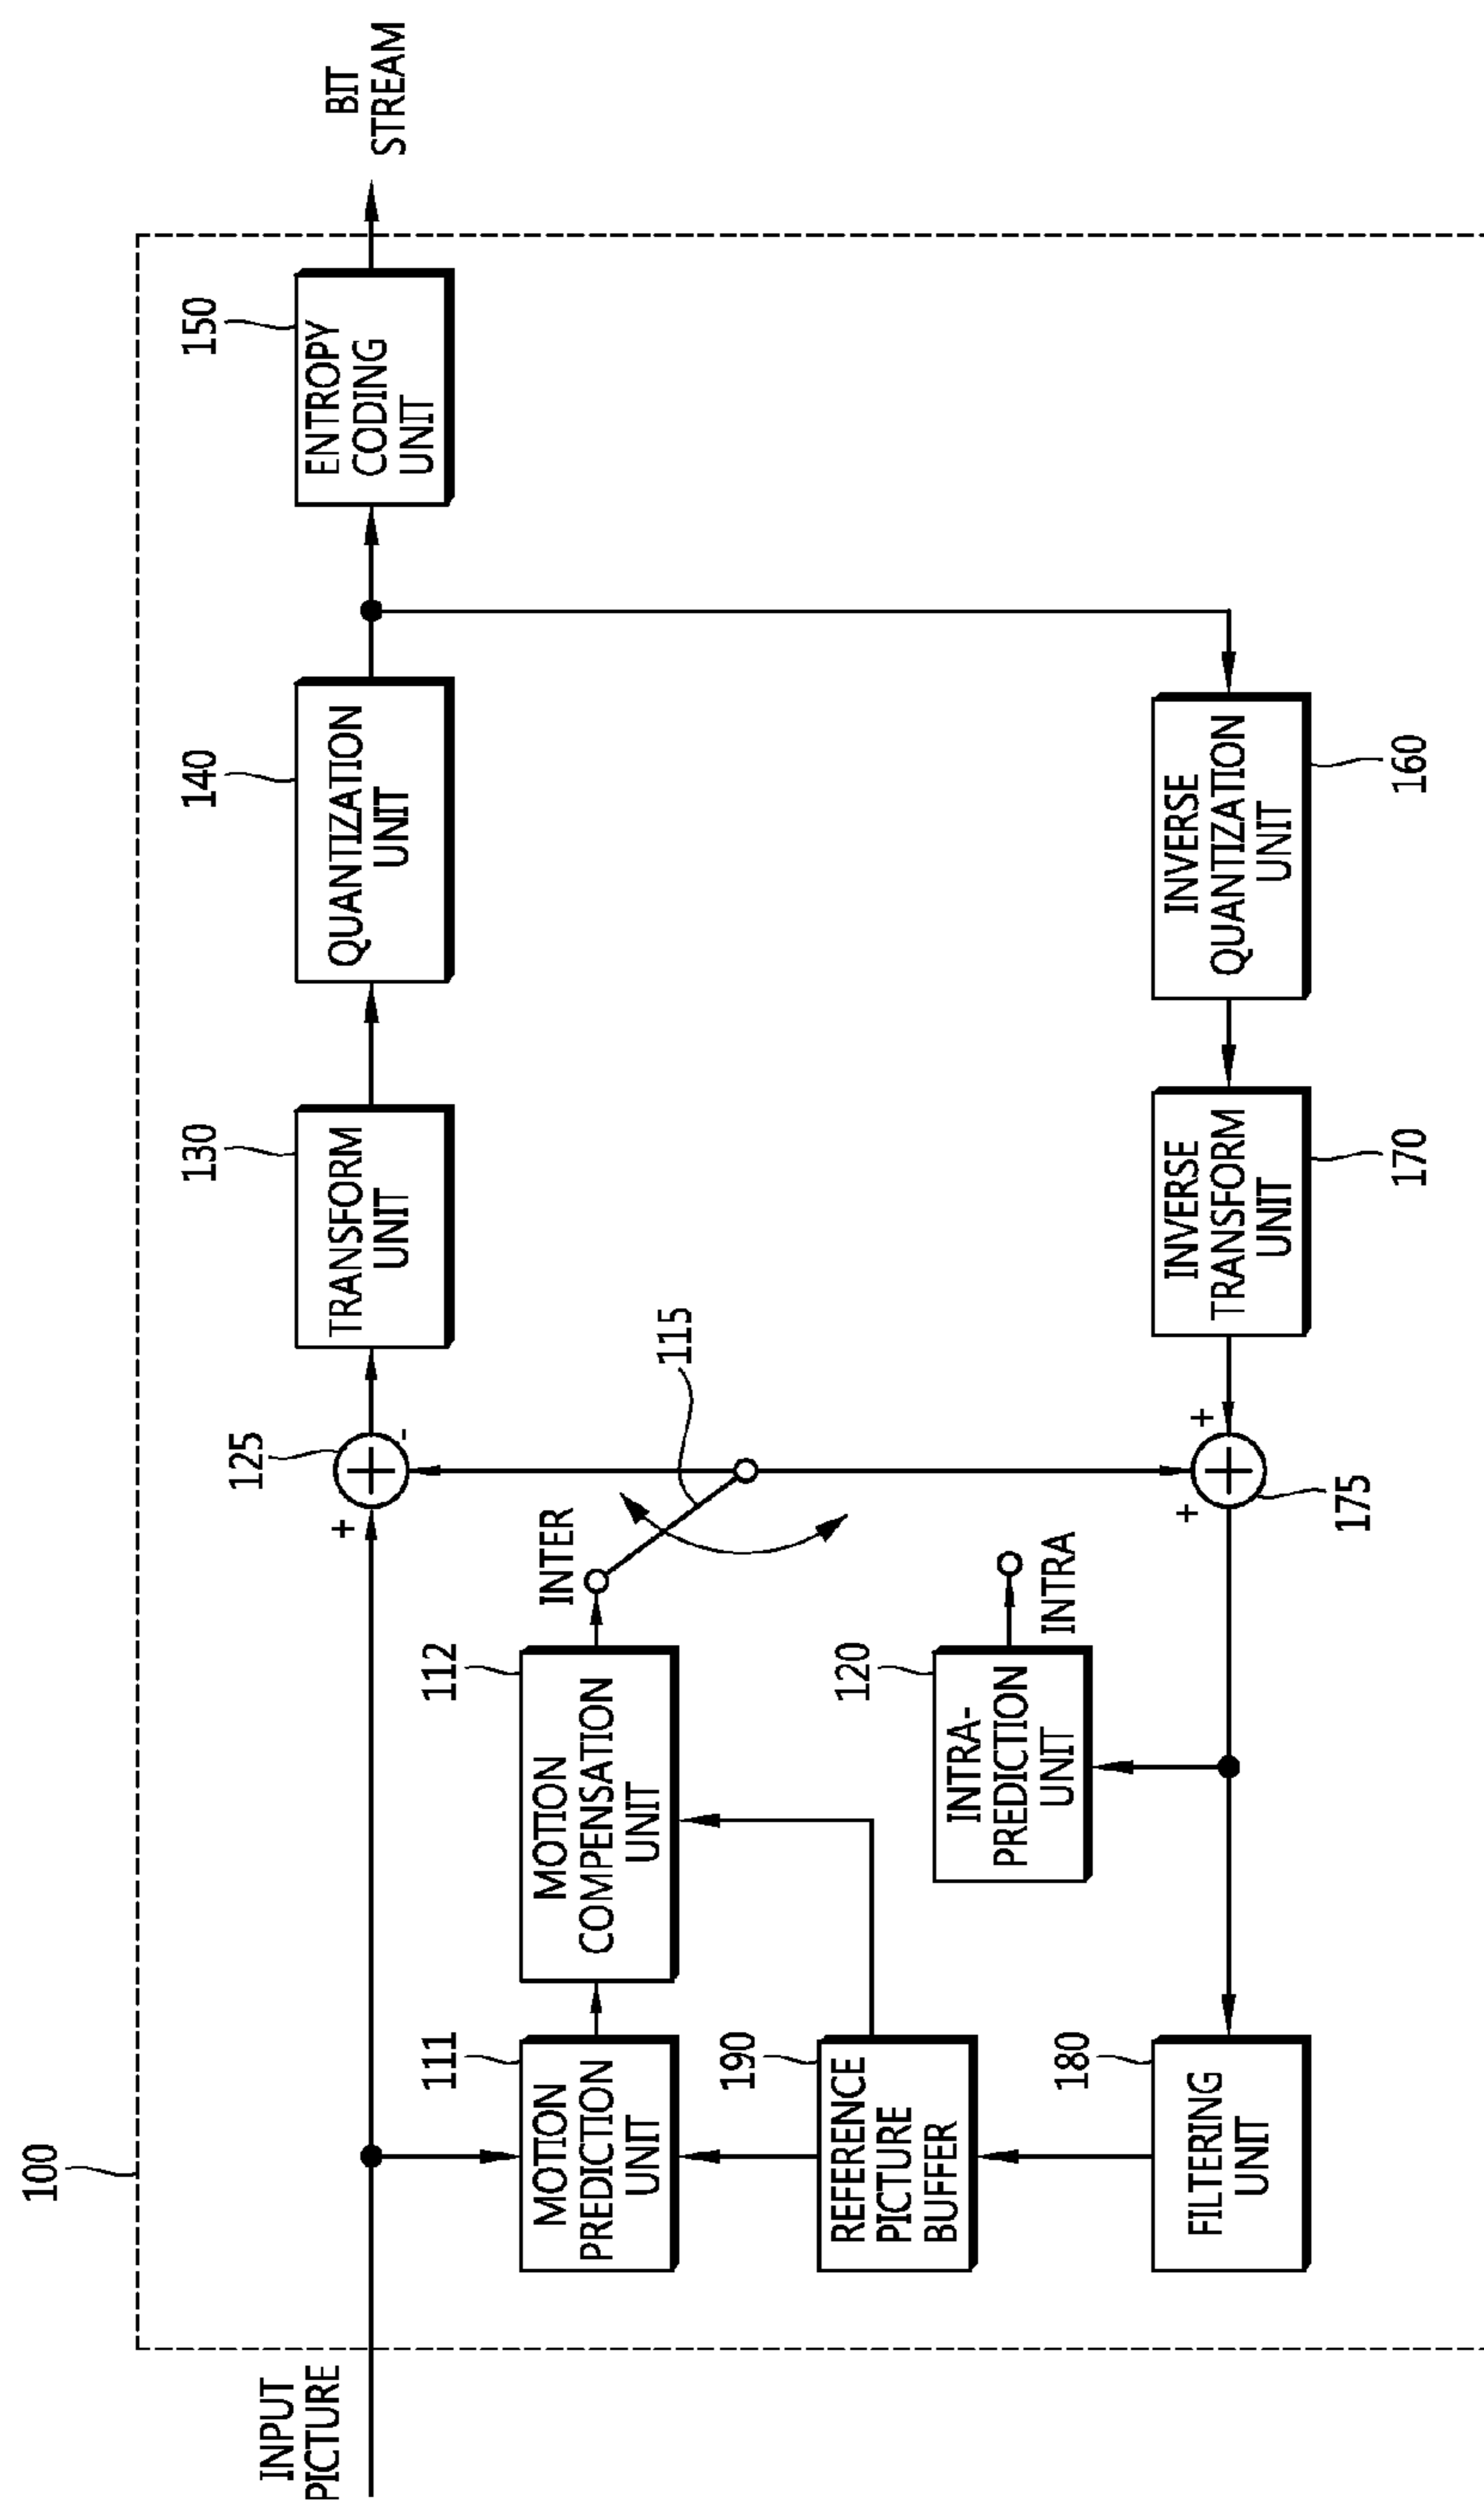 100
INPUT
PICTURE
125
+
-
130
TRANSFORM
UNIT
140
QUANTIZATION
UNIT
150
ENTROPY
CODING
UNIT
BIT
STREAM
111
MOTION
PREDICTION
UNIT
112
MOTION
COMPENSATION
UNIT
INTER
115
190
REFERENCE
PICTURE
BUFFER
120
INTRA-
PREDICTION
UNIT
INTRA
180
FILTERING
UNIT
+
+
175
INVERSE
TRANSFORM
UNIT
170
INVERSE
QUANTIZATION
UNIT
160